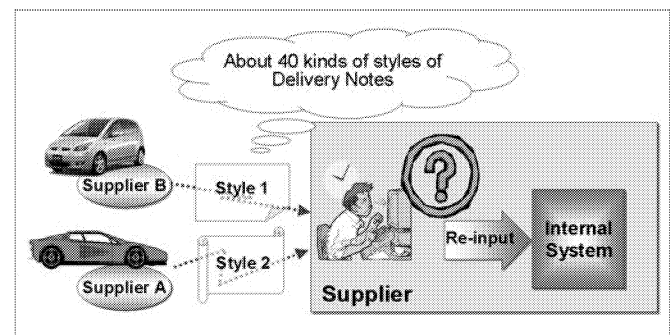 About 40 kinds of styles of
Delivery Notes
Supplier B
Style 1
Supplier A
Style 2
Re-input
Internal
System
Supplier